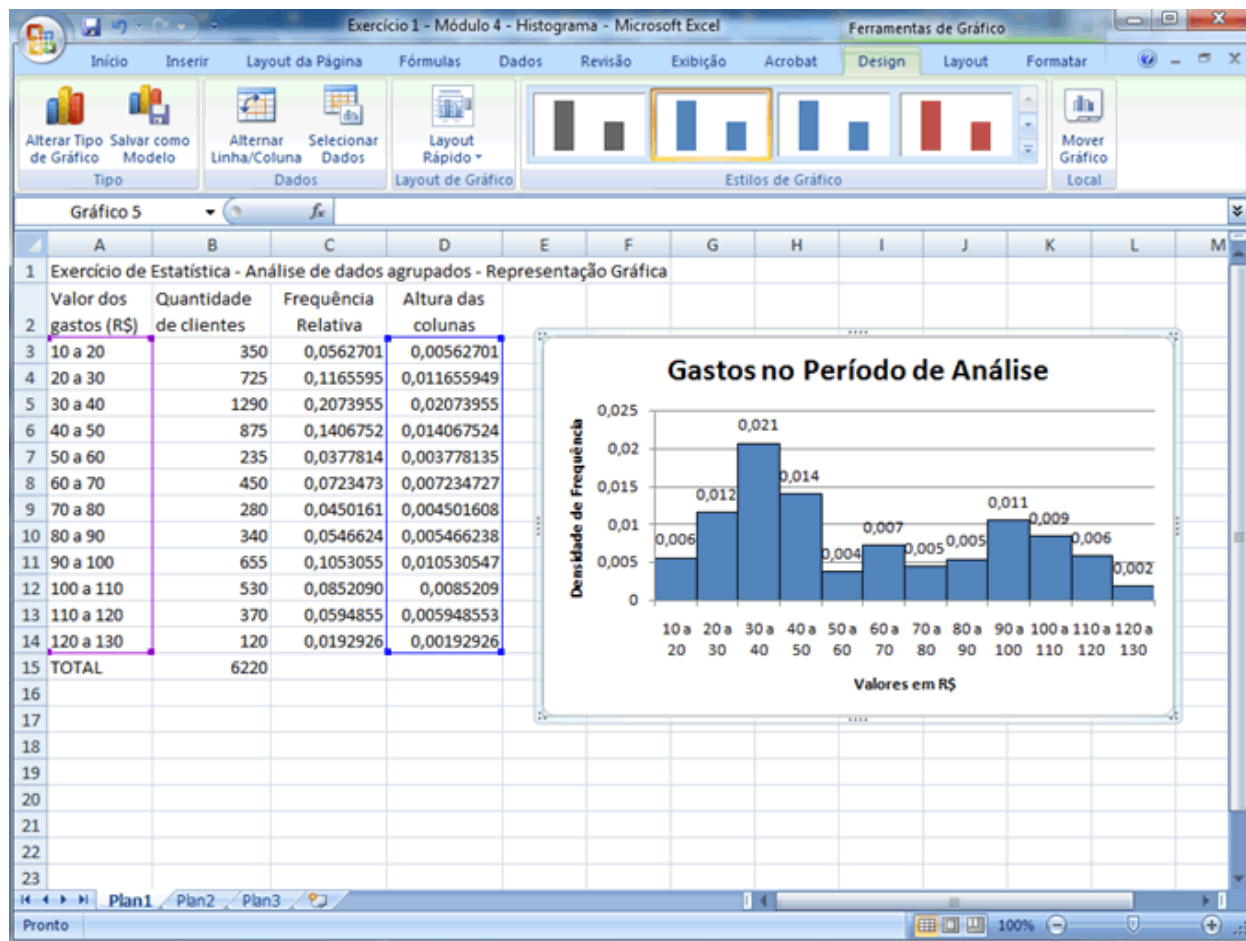 Exercício 1 - Módulo 4 - Histograma - Microsoft Excel
Ferramentas de Gráfico
Início Inserir Layout da Página Fórmulas Dados Revisão Exibição Acrobat Design Layout Formatar
Alterar Tipo de Gráfico
Salvar como Modelo
Alternar Linha/Coluna
Selecionar Dados
Layout Rápido
Mover Gráfico
Tipo Dados Layout de Gráfico Estilos de Gráfico Local
Gráfico 5 fx
A B C D E F G H I J K L M
1 Exercício de Estatística - Análise de dados agrupados - Representação Gráfica
Valor dos Quantidade Frequência Altura das
2 gastos (R$) de clientes Relativa colunas
3 10 a 20 350 0,0562701 0,00562701
4 20 a 30 725 0,1165595 0,011655949
5 30 a 40 1290 0,2073955 0,02073955
6 40 a 50 875 0,1406752 0,014067524
7 50 a 60 235 0,0377814 0,003778135
8 60 a 70 450 0,0723473 0,007234727
9 70 a 80 280 0,0450161 0,004501608
10 80 a 90 340 0,0546624 0,005466238
11 90 a 100 655 0,1053055 0,010530547
12 100 a 110 530 0,0852090 0,0085209
13 110 a 120 370 0,0594855 0,005948553
14 120 a 130 120 0,0192926 0,00192926
15 TOTAL 6220
16
17
18
19
20
21
22
23
Gastos no Período de Análise
Densidade de Frequência
0,025
0,02
0,015
0,01
0,005
0
0,006 0,012 0,021 0,014 0,004 0,007 0,005 0,005 0,011 0,009 0,006 0,002
10 a 20 a 30 a 40 a 50 a 60 a 70 a 80 a 90 a 100 a 110 a 120 a
20 30 40 50 60 70 80 90 100 110 120 130
Valores em R$
Plan1 Plan2 Plan3
Pronto 100%